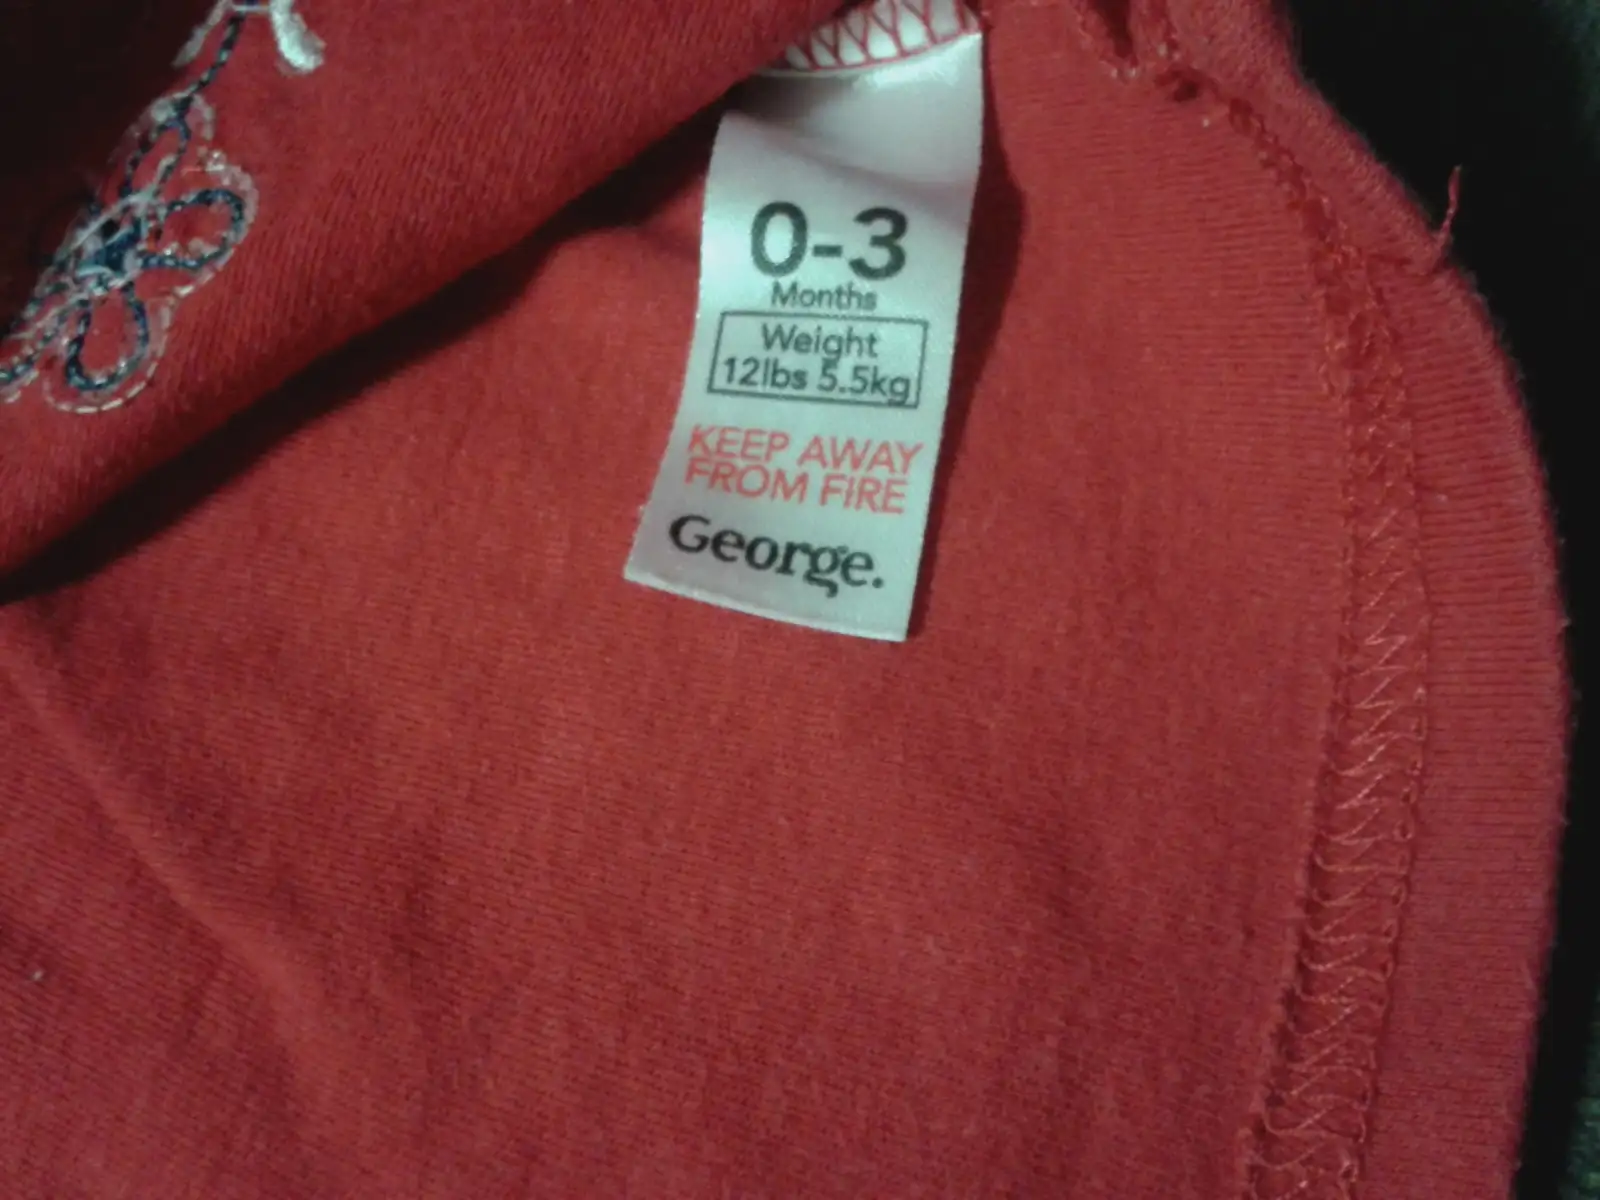 0-3
Months
Weight
12lbs 5.5kg
KEEP AWAY
FROM FIRE
George.